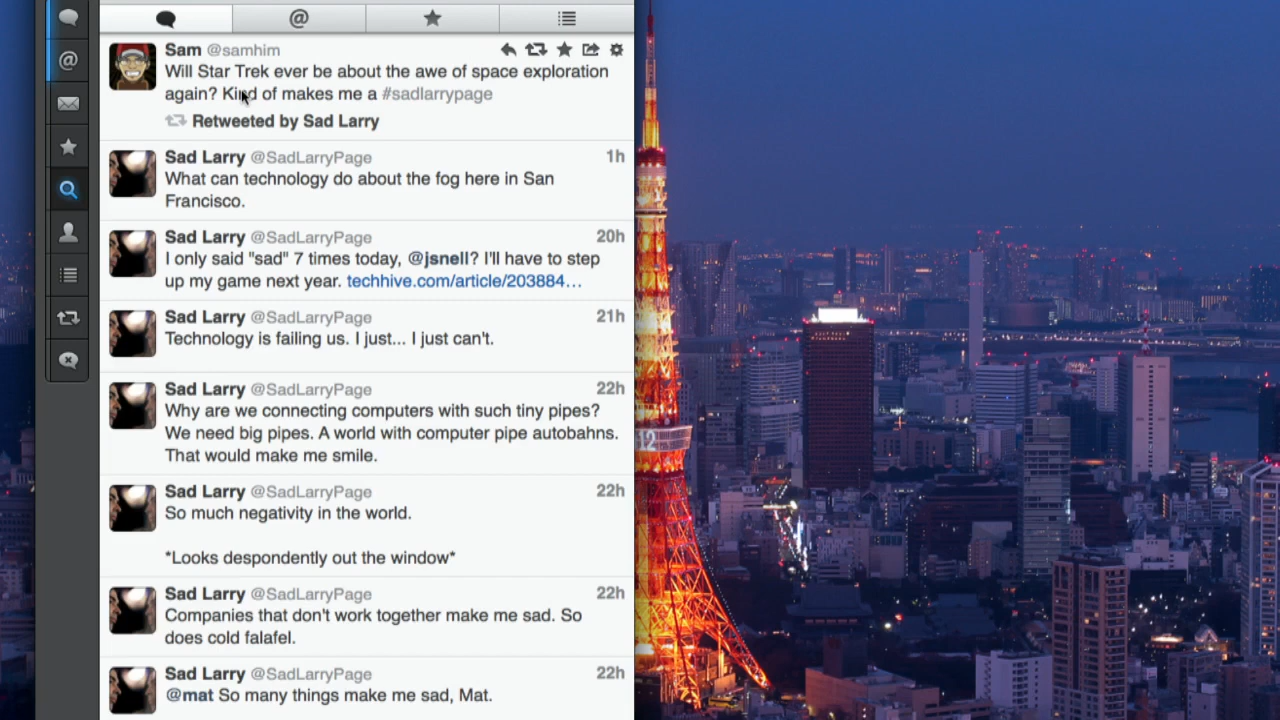 @
Sam @samhim
Will Star Trek ever be about the awe of space exploration
again? Kind of makes me a #sadlarrypage
Retweeted by Sad Larry
Sad Larry @SadLarryPage 1h
What can technology do about the fog here in San
Francisco.
Sad Larry @SadLarryPage 20h
I only said "sad" 7 times today, @jsnell? I'll have to step
up my game next year. techhive.com/article/203884…
Sad Larry @SadLarryPage 21h
Technology is failing us. I just... I just can't.
Sad Larry @SadLarryPage 22h
Why are we connecting computers with such tiny pipes?
We need big pipes. A world with computer pipe autobahns.
That would make me smile.
Sad Larry @SadLarryPage 22h
So much negativity in the world.
*Looks despondently out the window*
Sad Larry @SadLarryPage 22h
Companies that don't work together make me sad. So
does cold falafel.
Sad Larry @SadLarryPage 22h
@mat So many things make me sad, Mat.
@
12